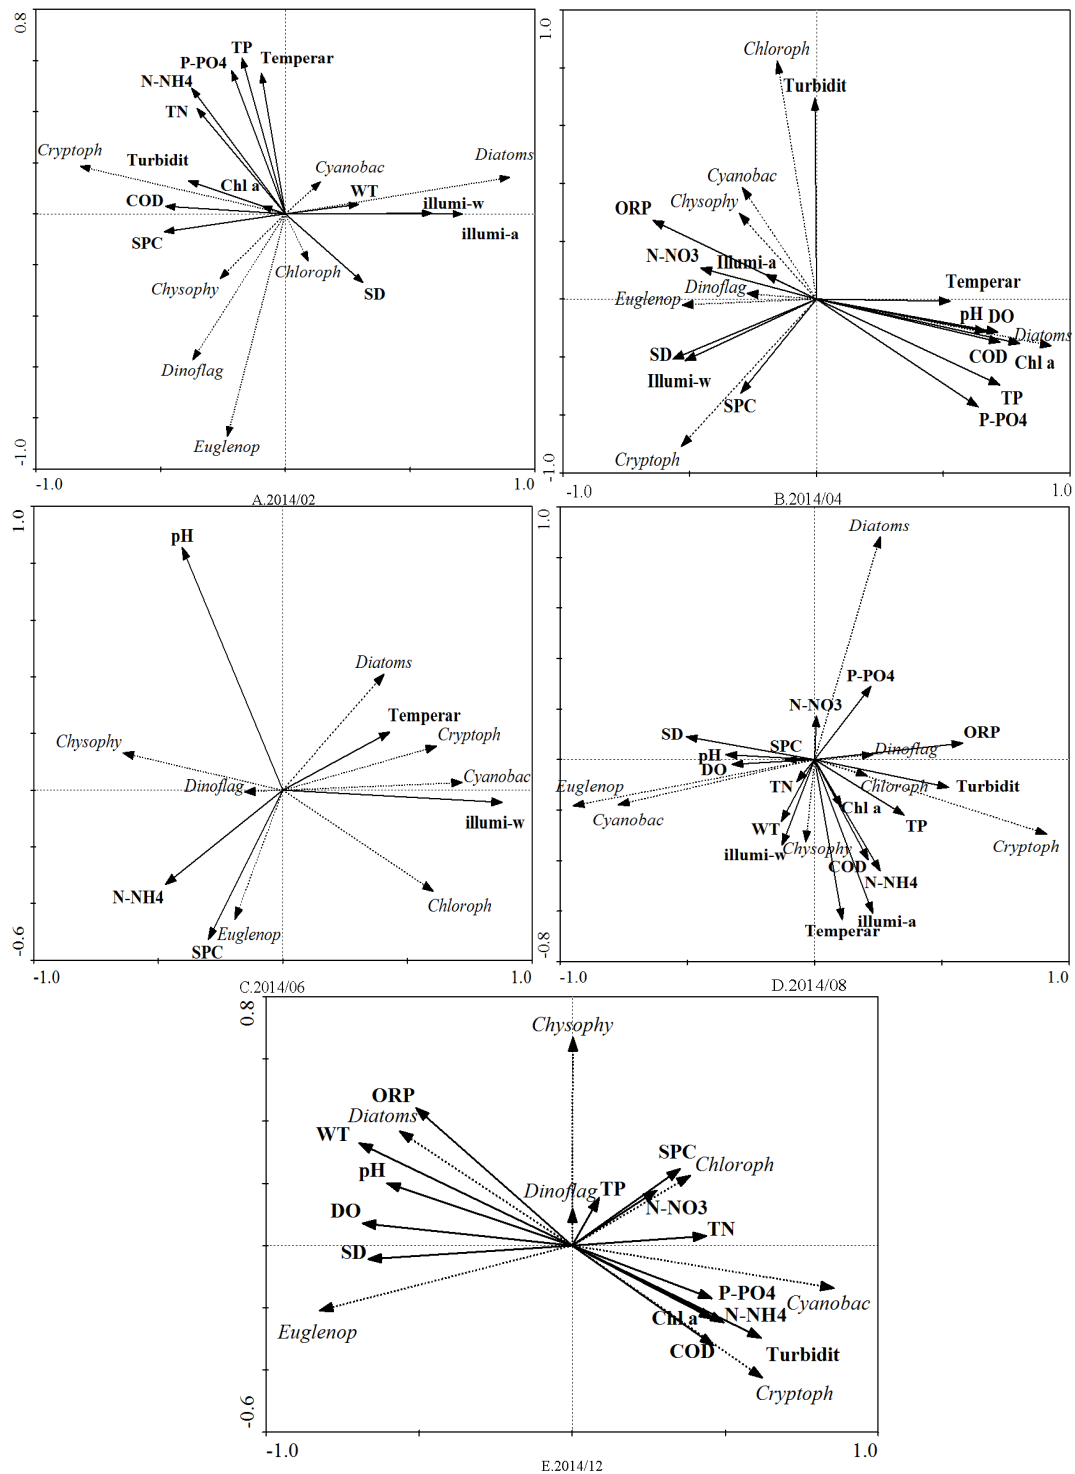 0.8
TP
Temperar
P-PO4
N-NH4
TN
Cryptoph
Turbidit
Cyanobac
Diatoms
Chl a
WT
COD
illumi-w
SPC
illumi-a
Chloroph
Chysophy
SD
Dinoflag
Euglenop
-1.0
-1.0
1.0
A.2014/02
1.0
Chloroph
Turbidit
Cyanobac
Chysophy
ORP
N-NO3
Illumi-a
Dinoflag
Euglenop
Temperar
pH DO
Diatoms
SD
COD
Chl a
Illumi-w
TP
SPC
P-PO4
Cryptoph
-1.0
-1.0
1.0
B.2014/04
1.0
pH
Diatoms
Temperar
Chysophy
Cryptoph
Dinoflag
Cyanobac
illumi-w
N-NH4
Chloroph
Euglenop
SPC
-0.6
-1.0
1.0
C.2014/06
1.0
Diatoms
P-PO4
N-NO3
SD
ORP
SPC
pH
Dinoflag
DO
Euglenop
TN
Chloroph
Turbidit
Cyanobac
Chl a
WT
TP
illumi-w
Chysophy
Cryptoph
COD
N-NH4
illumi-a
Temperar
-0.8
-1.0
1.0
D.2014/08
0.8
Chysophy
ORP
Diatoms
WT
SPC
Chloroph
pH
Dinoflag
TP
N-NO3
DO
TN
SD
P-PO4
Cyanobac
Chl a
N-NH4
Euglenop
COD
Turbidit
Cryptoph
-0.6
-1.0
1.0
E.2014/12